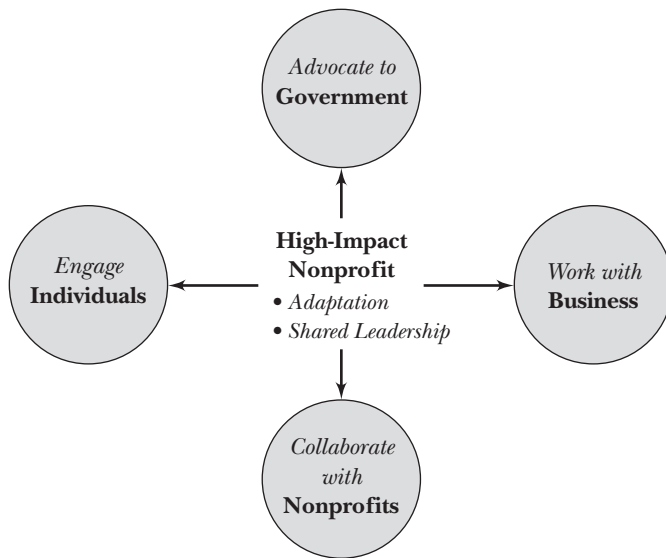 Advocate to
Government
Engage
Individuals
High-Impact
Nonprofit
• Adaptation
• Shared Leadership
Work with
Business
Collaborate
with
Nonprofits